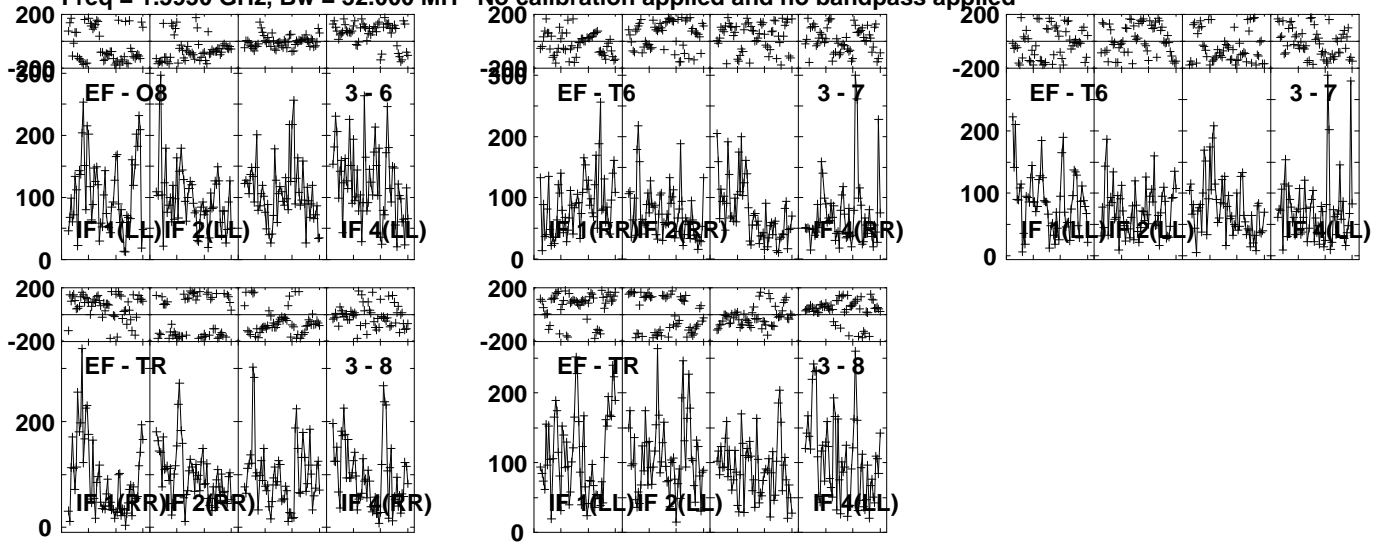 Freq = 1.9950 GHz, Bw = 32.000 MH No calibration applied and no bandpass applied
200 200 200
-200 -200 -200
300 300
EF - O8 3 - 6 EF - T6 3 - 7 EF - T6 3 - 7
200 200 200
100 100 100
IF 1(LL) IF 2(LL) IF 4(LL) IF 1(RR) IF 2(RR) IF 4(RR) IF 1(LL) IF 2(LL) IF 4(LL)
0 0 0
200 200
-200 -200
EF - TR 3 - 8 EF - TR 3 - 8
200 200
100
IF 1(RR) IF 2(RR) IF 4(RR) IF 1(LL) IF 2(LL) IF 4(LL)
0 0